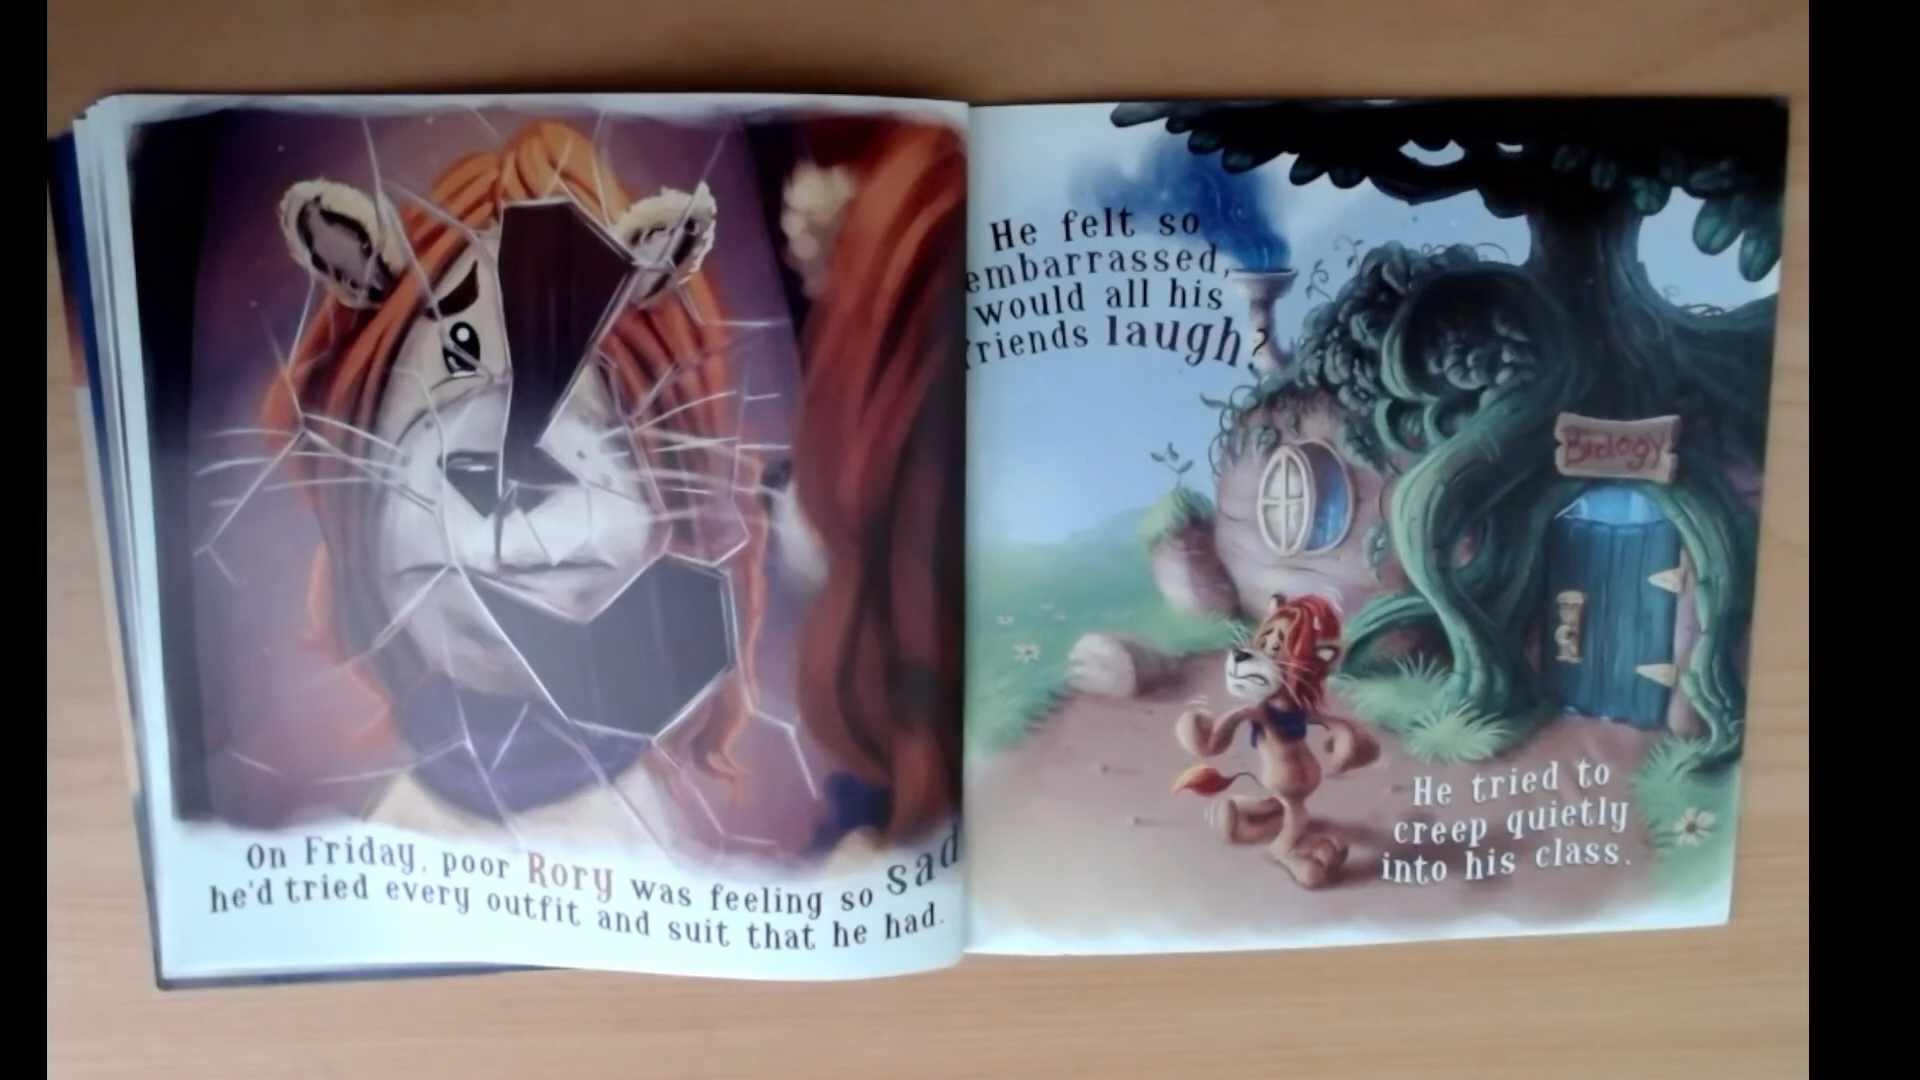 On Friday, poor Rory was feeling so sad
he'd tried every outfit and suit that he had.
He felt so
embarrassed,
would all his
friends laugh?
Biology
He tried to
creep quietly
into his class.